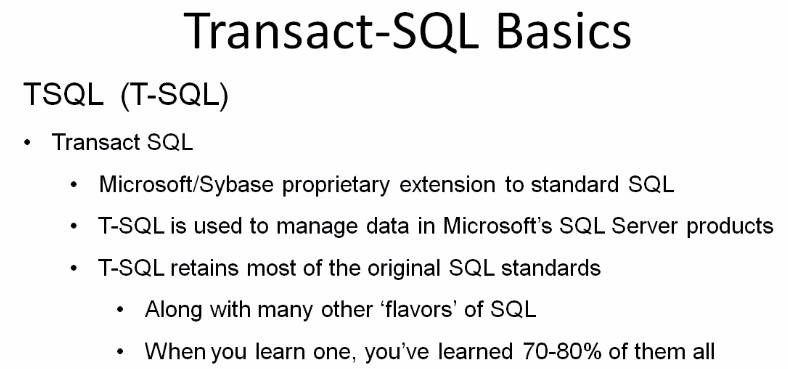 Transact-SQL Basics
TSQL (T-SQL)
• Transact SQL
• Microsoft/Sybase proprietary extension to standard SQL
• T-SQL is used to manage data in Microsoft's SQL Server products
• T-SQL retains most of the original SQL standards
• Along with many other ‘flavors’ of SQL
• When you learn one, you've learned 70-80% of them all